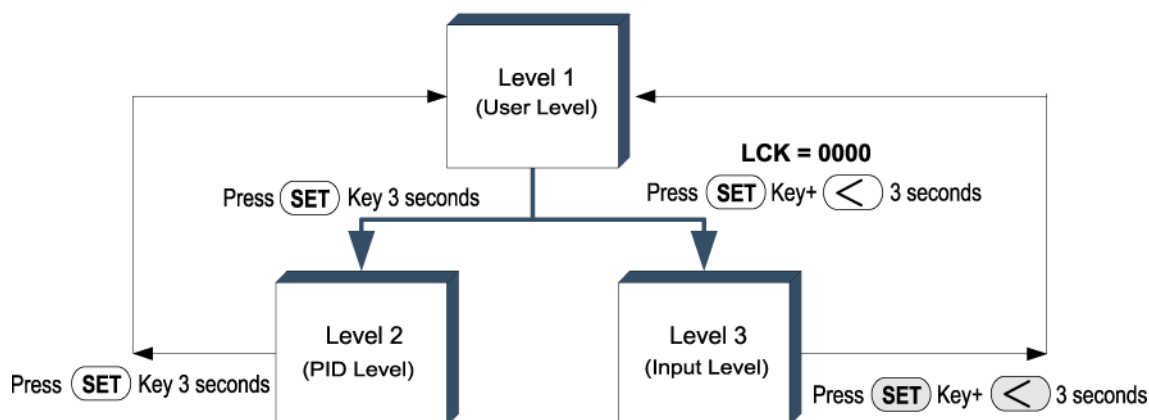 Level 1
(User Level)
LCK = 0000
Press SET Key 3 seconds
Press SET Key+ < 3 seconds
Level 2
(PID Level)
Level 3
(Input Level)
Press SET Key 3 seconds
Press SET Key+ < 3 seconds